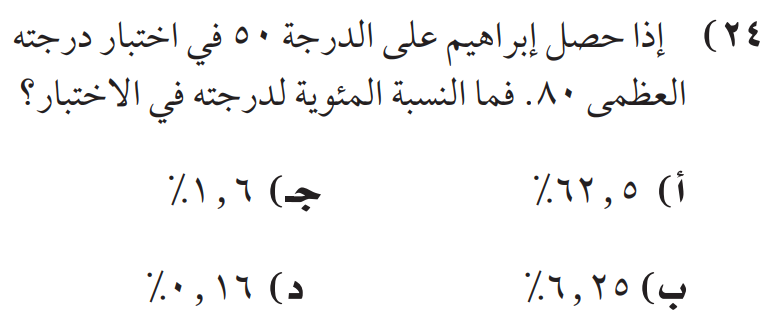 ٢٤) إذا حصل إبراهيم على الدرجة ٥٠ في اختبار درجته
العظمى ٨٠. فما النسبة المئوية لدرجته في الاختبار؟
أ) ٦٢,٥٪ جـ) ١,٦٪
ب) ٦,٢٥٪ د) ٠,١٦٪